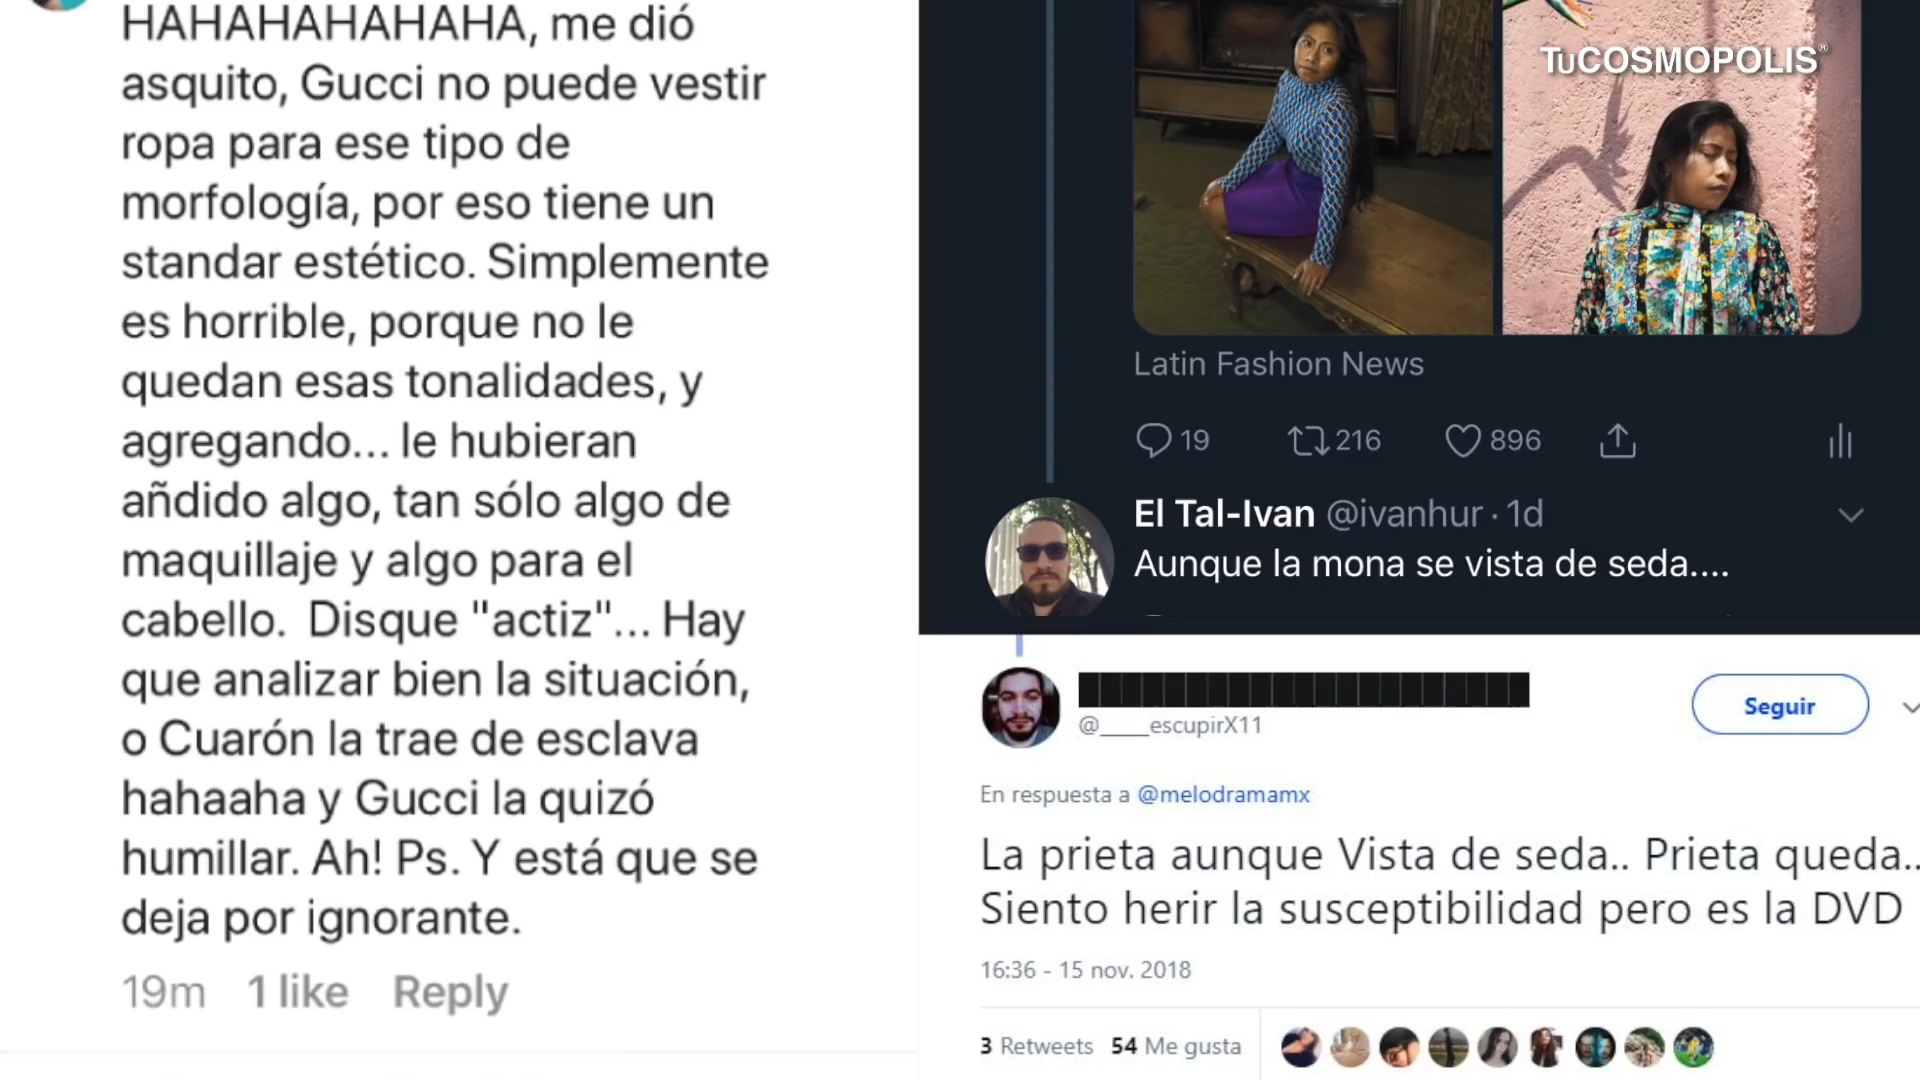 HAHAHAHAHAHA, me dió
asquito, Gucci no puede vestir
ropa para ese tipo de
morfología, por eso tiene un
standar estético. Simplemente
es horrible, porque no le
quedan esas tonalidades, y
agregando... le hubieran
añdido algo, tan sólo algo de
maquillaje y algo para el
cabello. Disque "actiz"... Hay
que analizar bien la situación,
o Cuarón la trae de esclava
hahaaha y Gucci la quizó
humillar. Ah! Ps. Y está que se
deja por ignorante.
19m 1 like Reply
TuCOSMOPOLIS®
Latin Fashion News
19 216 896
El Tal-Ivan @ivanhur · 1d
Aunque la mona se vista de seda....
@____escupirX11
Seguir
En respuesta a @melodramamx
La prieta aunque Vista de seda.. Prieta queda..
Siento herir la susceptibilidad pero es la DVD
16:36 - 15 nov. 2018
3 Retweets 54 Me gusta